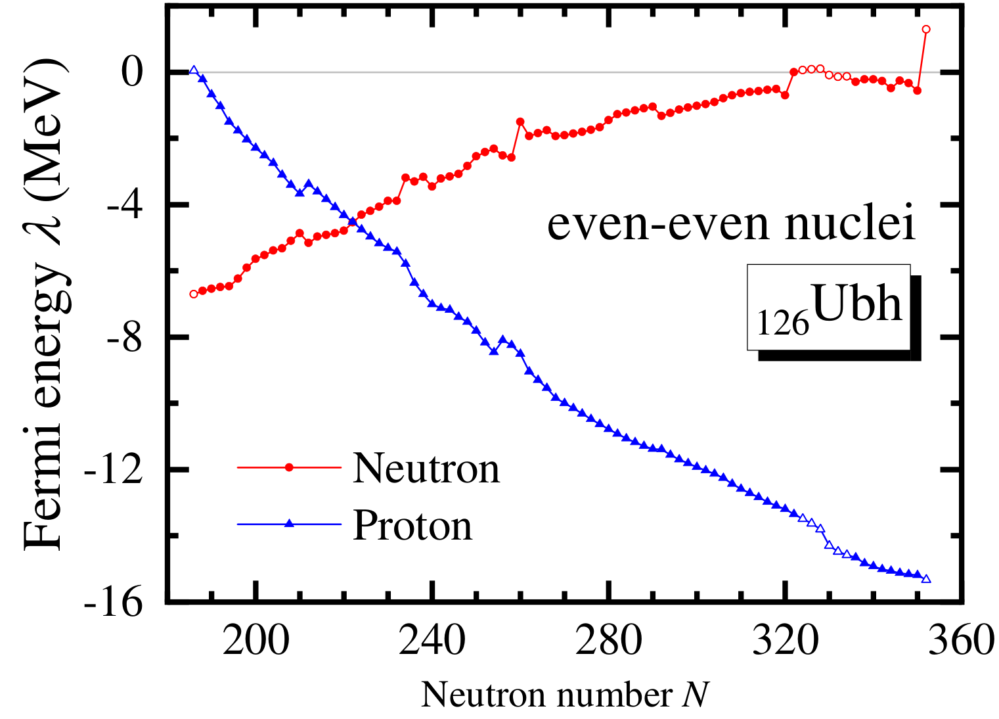 Fermi energy λ (MeV)
0
-4
-8
-12
-16
even-even nuclei
126Ubh
Neutron
Proton
200 240 280 320 360
Neutron number N